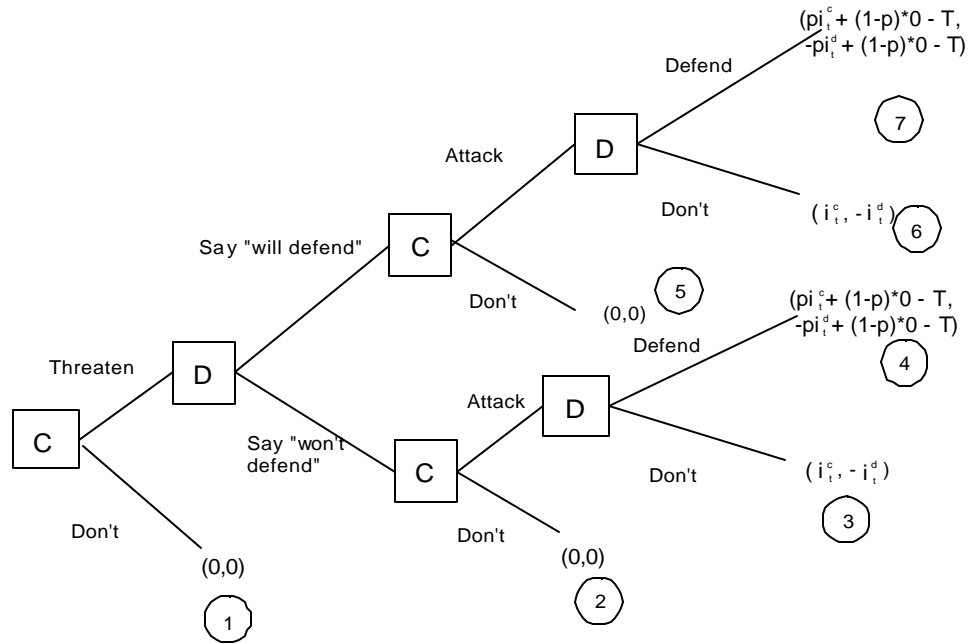 (pi_t^c + (1-p)*0 - T,
-pi_t^d + (1-p)*0 - T)
Defend
7
D
Attack
Don't
( i_t^c, - i_t^d )
6
C
Say "will defend"
Don't
5
(0,0)
(pi_t^c + (1-p)*0 - T,
-pi_t^d + (1-p)*0 - T)
Defend
4
Threaten
D
Attack
D
C
Say "won't
defend"
C
Don't
( i_t^c, - i_t^d )
3
Don't
Don't
(0,0)
(0,0)
2
1